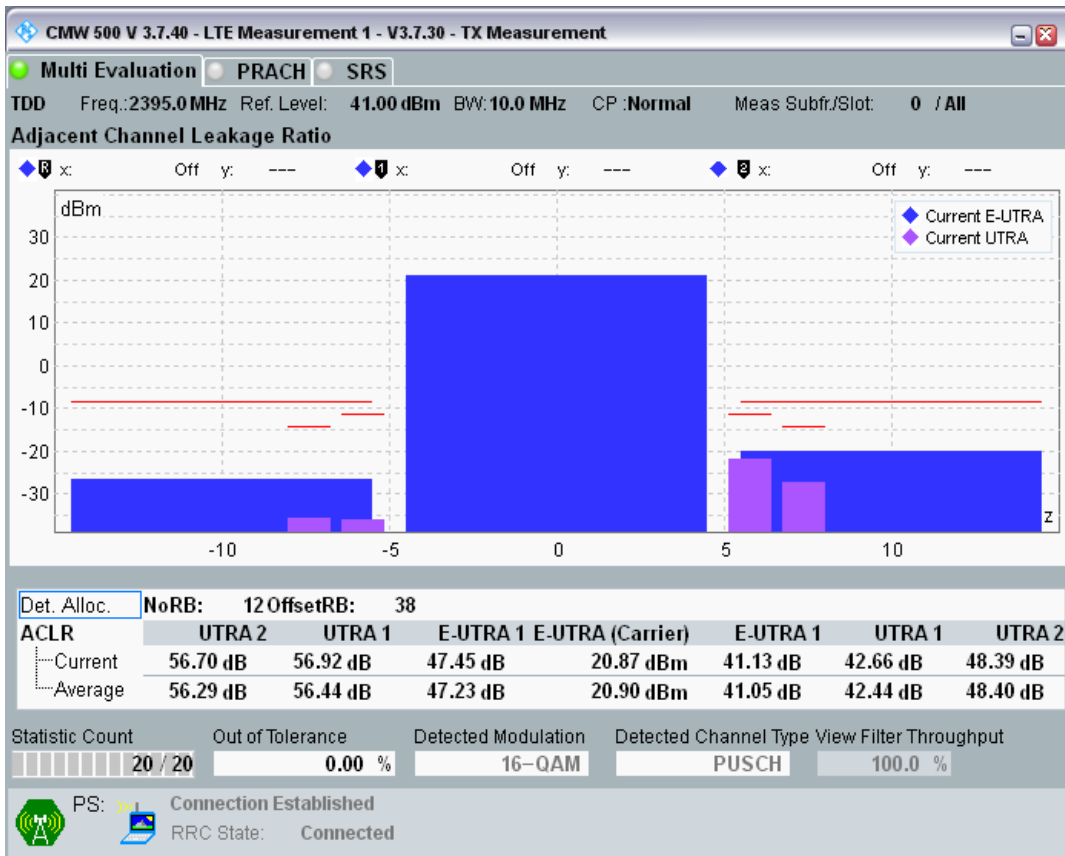 CMW 500 V 3.7.40 - LTE Measurement 1 - V3.7.30 - TX Measurement
Multi Evaluation PRACH SRS
TDD Freq.:2395.0 MHz Ref. Level: 41.00 dBm BW:10.0 MHz CP :Normal Meas Subfr./Slot: 0 / All
Adjacent Channel Leakage Ratio
R x: Off y: --- 1 x: Off y: --- 2 x: Off y: ---
dBm
Current E-UTRA
Current UTRA
30
20
10
0
-10
-20
-30
z
-10 -5 0 5 10
Det. Alloc. NoRB: 12 OffsetRB: 38
ACLR UTRA 2 UTRA 1 E-UTRA 1 E-UTRA (Carrier) E-UTRA 1 UTRA 1 UTRA 2
Current 56.70 dB 56.92 dB 47.45 dB 20.87 dBm 41.13 dB 42.66 dB 48.39 dB
Average 56.29 dB 56.44 dB 47.23 dB 20.90 dBm 41.05 dB 42.44 dB 48.40 dB
Statistic Count Out of Tolerance Detected Modulation Detected Channel Type View Filter Throughput
20 / 20 0.00 % 16-QAM PUSCH 100.0 %
PS: Connection Established
RRC State: Connected